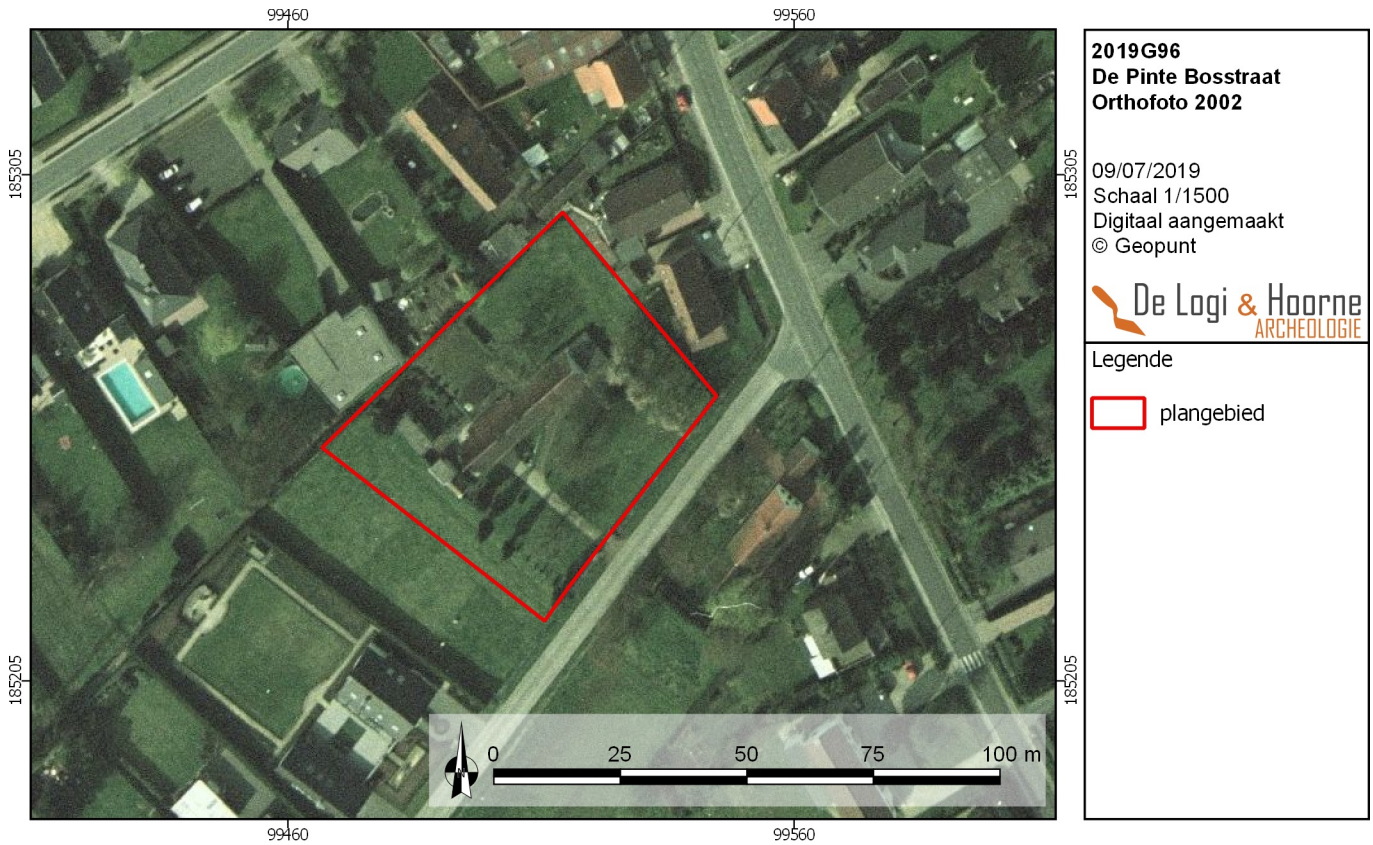 99460
99560
185305
185305
185205
185205
99460
99560
N
0 25 50 75 100 m
2019G96
De Pinte Bosstraat
Orthofoto 2002
09/07/2019
Schaal 1/1500
Digitaal aangemaakt
© Geopunt
De Logi & Hoorne
ARCHEOLOGIE
Legende
plangebied